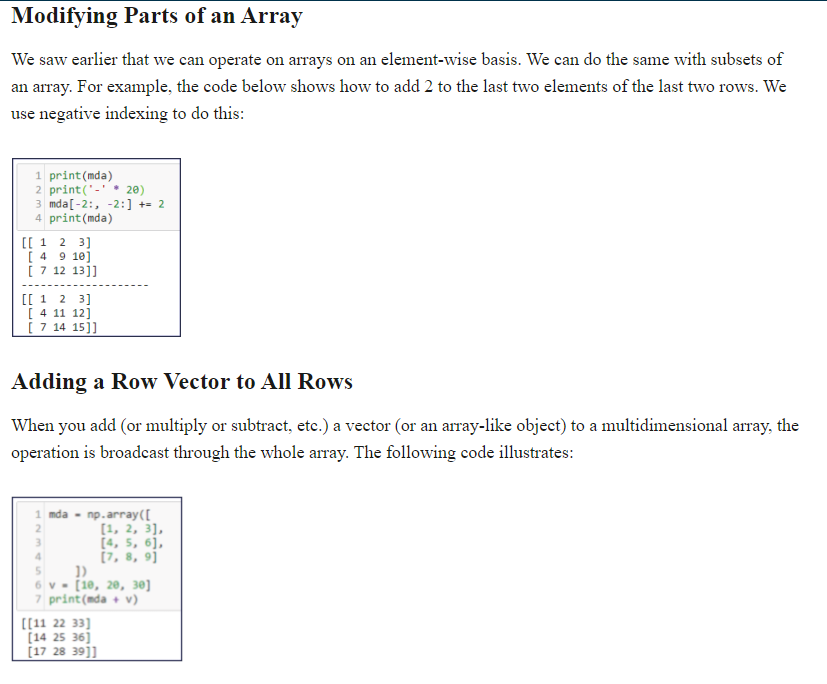 Modifying Parts of an Array
We saw earlier that we can operate on arrays on an element-wise basis. We can do the same with subsets of
an array. For example, the code below shows how to add 2 to the last two elements of the last two rows. We
use negative indexing to do this:
1 print(mda)
2 print('-' * 20)
3 mda[-2:, -2:] += 2
4 print(mda)
[[ 1  2  3]
 [ 4  9 10]
 [ 7 12 13]]
--------------------
[[ 1  2  3]
 [ 4 11 12]
 [ 7 14 15]]
Adding a Row Vector to All Rows
When you add (or multiply or subtract, etc.) a vector (or an array-like object) to a multidimensional array, the
operation is broadcast through the whole array. The following code illustrates:
1 mda = np.array([
2         [1, 2, 3],
3         [4, 5, 6],
4         [7, 8, 9]
5     ])
6 v = [10, 20, 30]
7 print(mda + v)
[[11 22 33]
 [14 25 36]
 [17 28 39]]